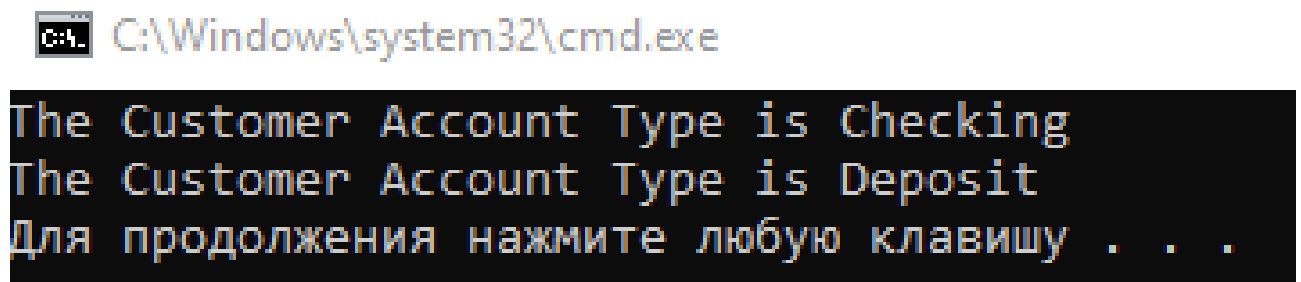 C:\Windows\system32\cmd.exe
The Customer Account Type is Checking
The Customer Account Type is Deposit
Для продолжения нажмите любую клавишу . . .